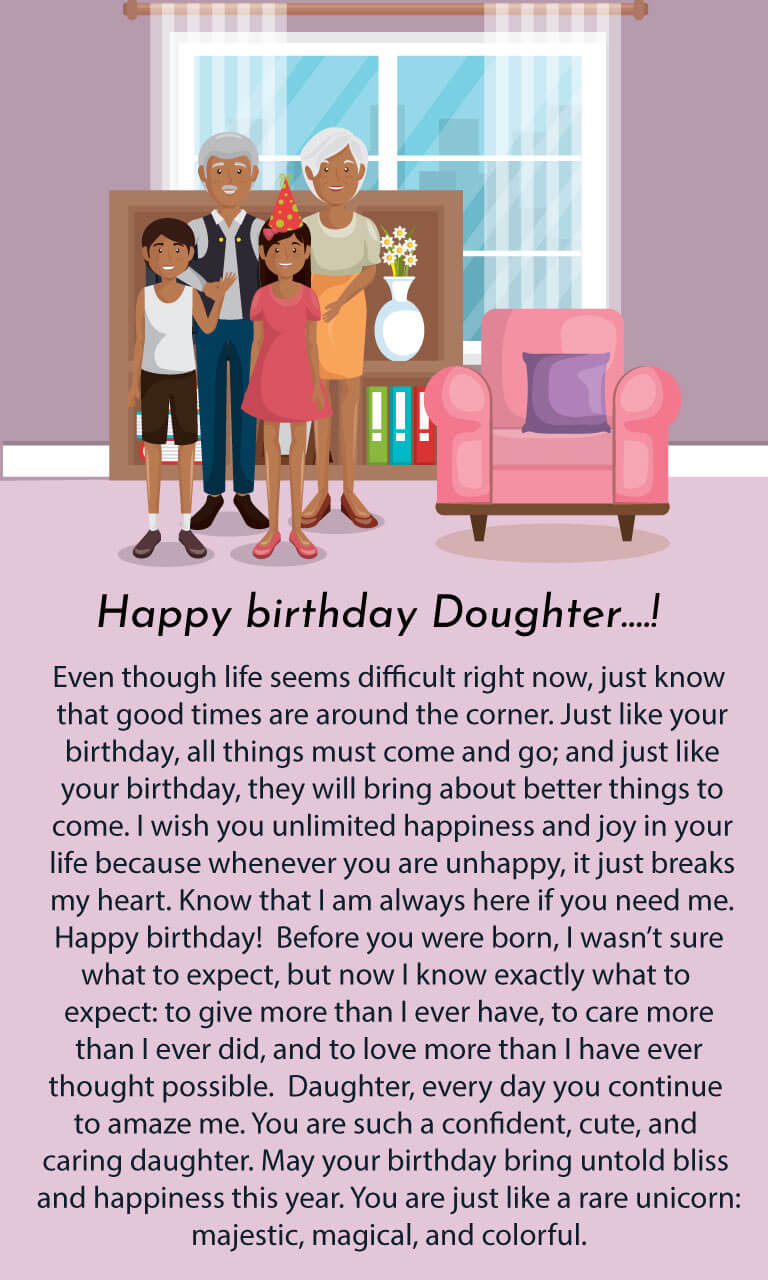 Happy birthday Doughter....!
Even though life seems difficult right now, just know
that good times are around the corner. Just like your
birthday, all things must come and go; and just like
your birthday, they will bring about better things to
come. I wish you unlimited happiness and joy in your
life because whenever you are unhappy, it just breaks
my heart. Know that I am always here if you need me.
Happy birthday!  Before you were born, I wasn’t sure
what to expect, but now I know exactly what to
expect: to give more than I ever have, to care more
than I ever did, and to love more than I have ever
thought possible.  Daughter, every day you continue
to amaze me. You are such a confident, cute, and
caring daughter. May your birthday bring untold bliss
and happiness this year. You are just like a rare unicorn:
majestic, magical, and colorful.